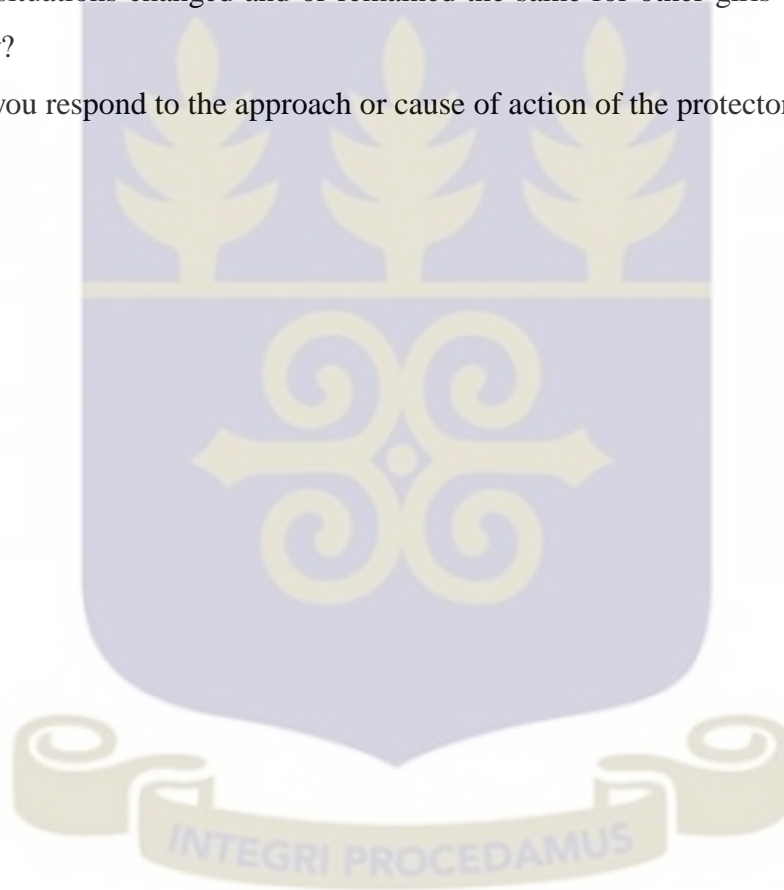 situations changed and or remained the same for other girls
?
you respond to the approach or cause of action of the protector
INTEGRI PROCEDAMUS